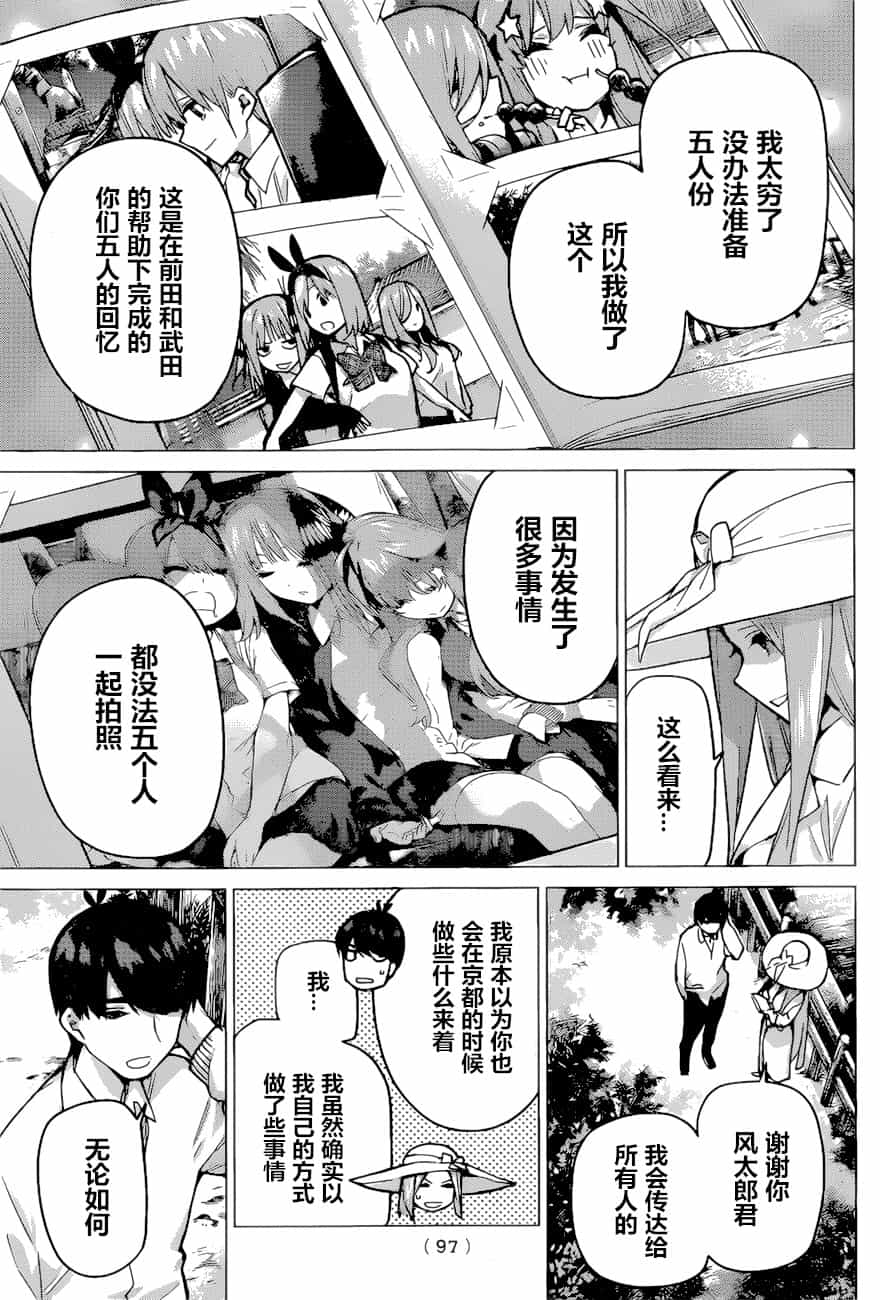 我太穷了
没办法准备
五人份
所以我做了
这个
这是在前田和武田
的帮助下完成的
你们五人的回忆
这么看来…
因为发生了
很多事情
都没法五个人
一起拍照
谢谢你
风太郎君
我会传达给
所有人的
我原本以为你也
会在京都的时候
做些什么来着
我…
我虽然确实以
我自己的方式
做了些事情
无论如何
（97）